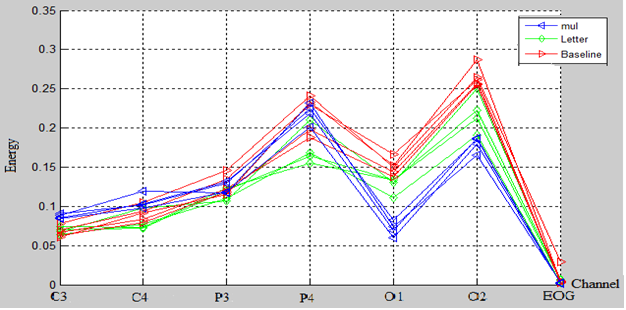 0.35
0.3
0.25
0.2
0.15
0.1
0.05
0
Energy
mul
Letter
Baseline
C3 C4 P3 P4 O1 O2 EOG
Channel